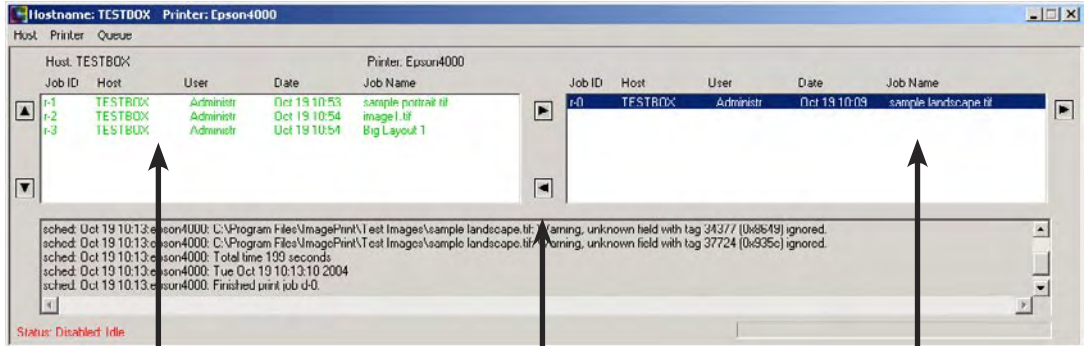 Hostname: TESTBOX Printer: Epson4000
Host Printer Queue
Host: TESTBOX Printer: Epson4000
Job ID Host User Date Job Name
r-1 TESTBOX Administr Oct 19 10:53 sample portrait.tif
r-2 TESTBOX Administr Oct 19 10:54 image1.tif
r-3 TESTBOX Administr Oct 19 10:54 Big Layout 1
Job ID Host User Date Job Name
r-0 TESTBOX Administr Oct 19 10:09 sample landscape.tif
sched: Oct 19 10:13:epson4000: C:\Program Files\ImagePrint\Test Images\sample landscape.tif: Warning, unknown field with tag 34377 (0x8649) ignored.
sched: Oct 19 10:13:epson4000: C:\Program Files\ImagePrint\Test Images\sample landscape.tif: Warning, unknown field with tag 37724 (0x935c) ignored.
sched: Oct 19 10:13:epson4000: Total time 199 seconds
sched: Oct 19 10:13:epson4000: Tue Oct 19 10:13:10 2004
sched: Oct 19 10:13:epson4000: Finished print job d-0.
Status: Disabled: Idle